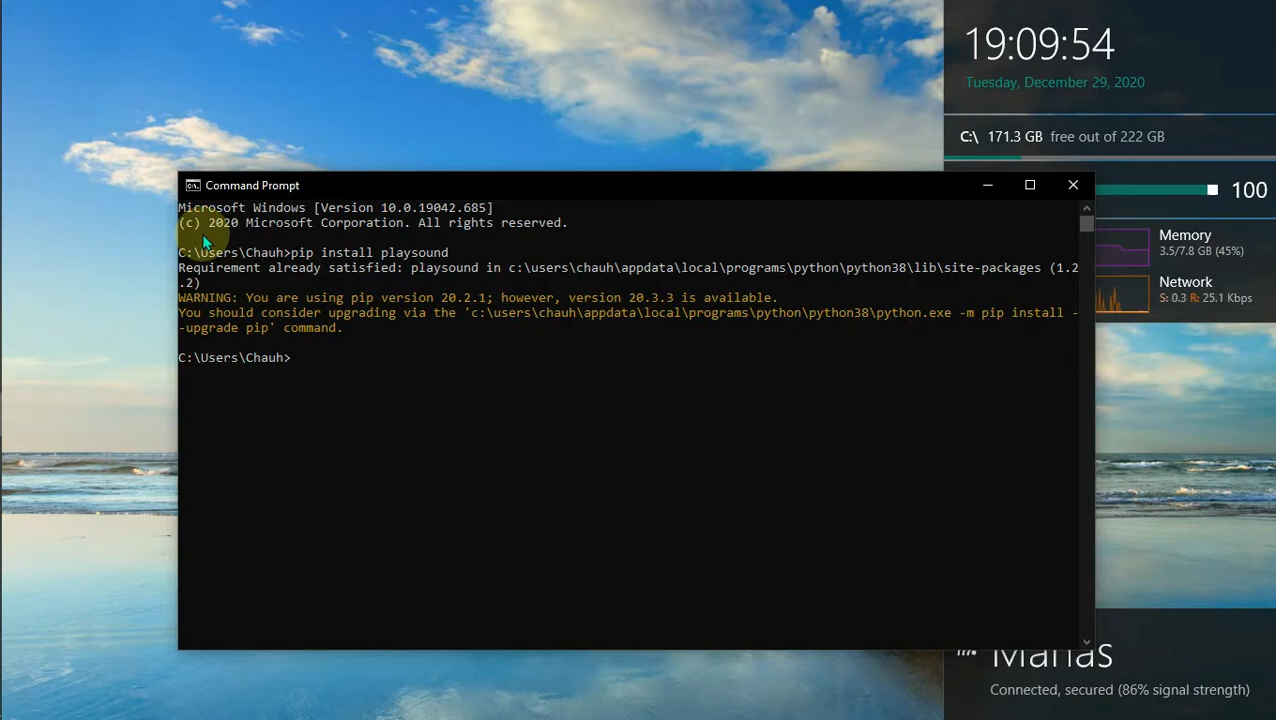 19:09:54
Tuesday, December 29, 2020
C:\ 171.3 GB free out of 222 GB
100
Memory
3.5/7.8 GB (45%)
Network
S: 0.3 R: 25.1 Kbps
Command Prompt
Microsoft Windows [Version 10.0.19042.685]
(c) 2020 Microsoft Corporation. All rights reserved.
C:\Users\Chauh>pip install playsound
Requirement already satisfied: playsound in c:\users\chauh\appdata\local\programs\python\python38\lib\site-packages (1.2
.2)
WARNING: You are using pip version 20.2.1; however, version 20.3.3 is available.
You should consider upgrading via the 'c:\users\chauh\appdata\local\programs\python\python38\python.exe -m pip install -
-upgrade pip' command.
C:\Users\Chauh>
Manas
Connected, secured (86% signal strength)